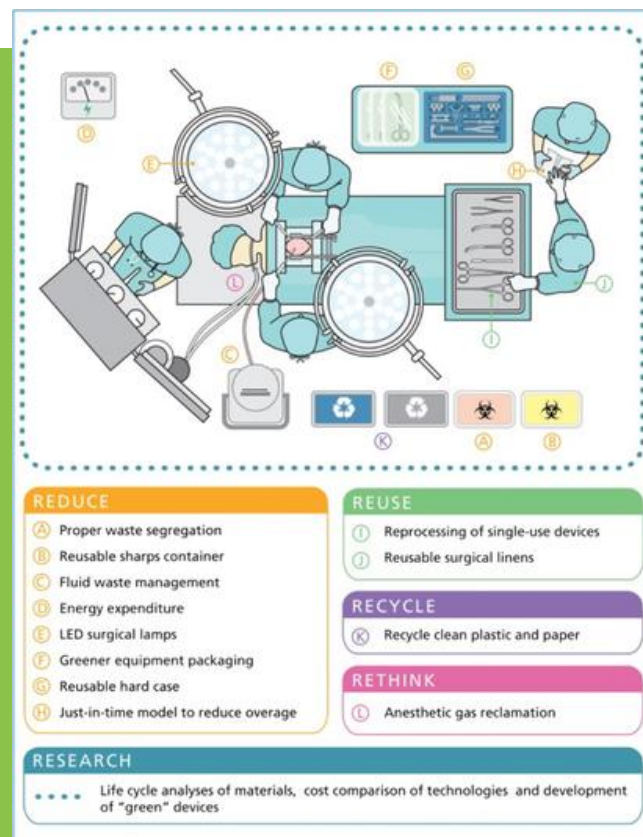 D
F
G
E
H
L
J
C
I
K
A
B
REDUCE
A Proper waste segregation
B Reusable sharps container
C Fluid waste management
D Energy expenditure
E LED surgical lamps
F Greener equipment packaging
G Reusable hard case
H Just-in-time model to reduce overage
REUSE
I Reprocessing of single-use devices
J Reusable surgical linens
RECYCLE
K Recycle clean plastic and paper
RETHINK
L Anesthetic gas reclamation
RESEARCH
Life cycle analyses of materials, cost comparison of technologies and development
of “green” devices